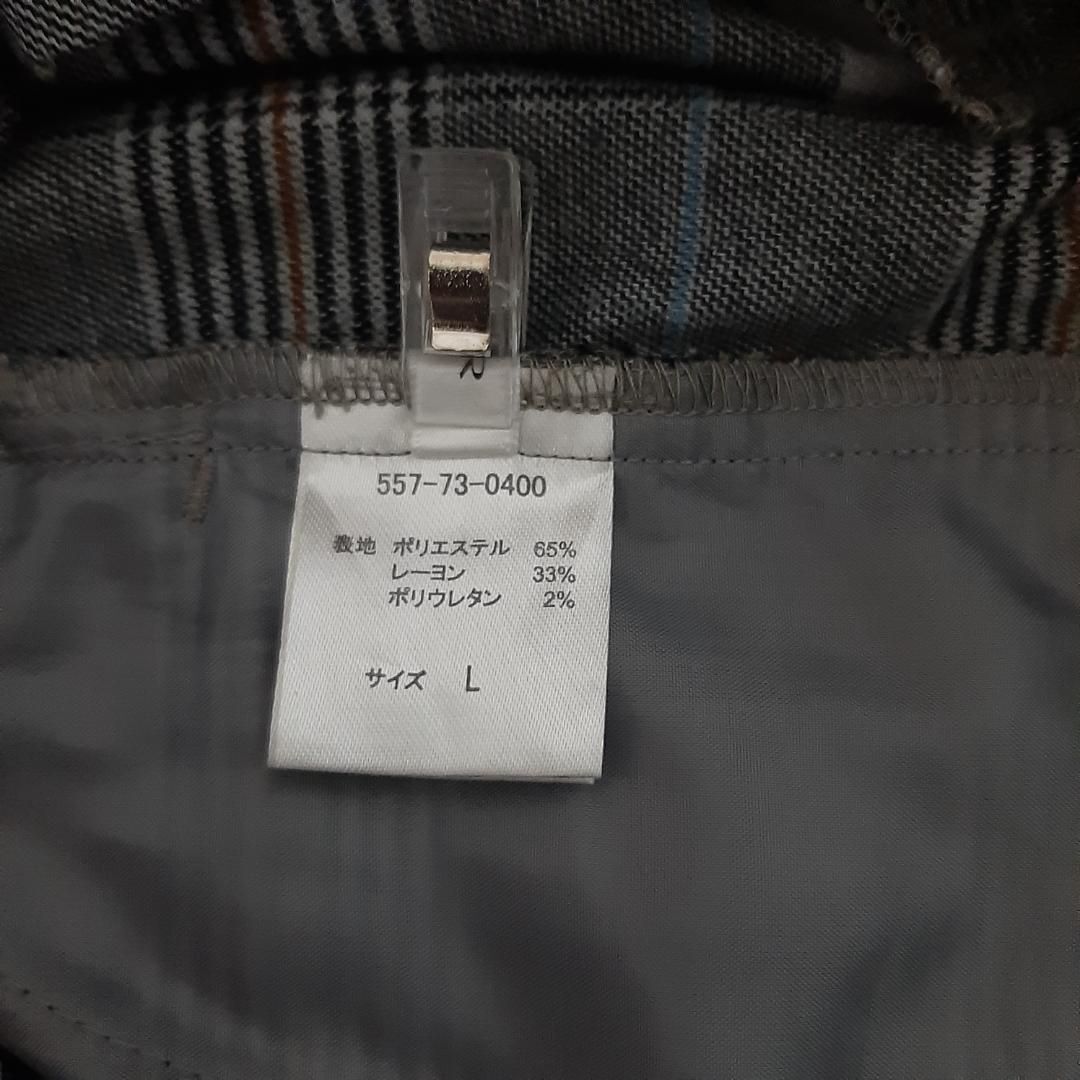 R
557-73-0400
表地 ポリエステル 65%
レーヨン 33%
ポリウレタン 2%
サイズ L